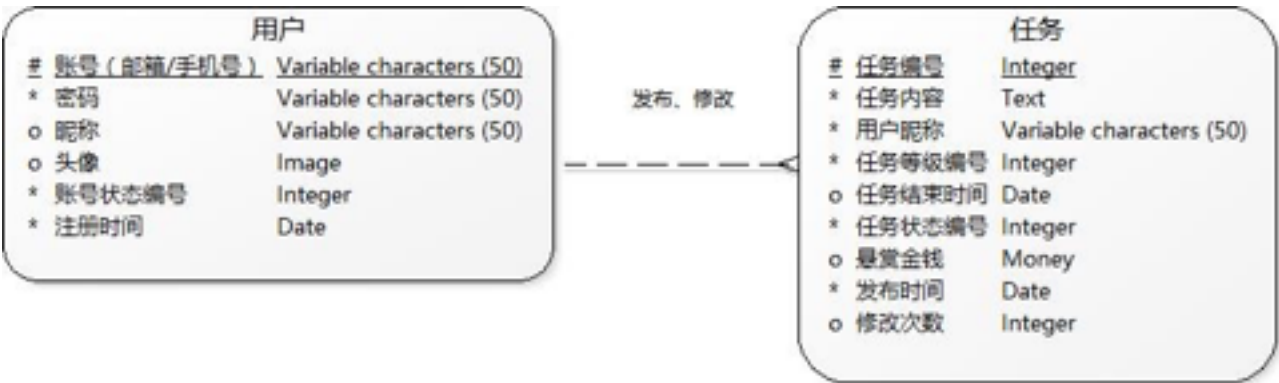 用户
# 账号（邮箱/手机号） Variable characters (50)
* 密码 Variable characters (50)
o 昵称 Variable characters (50)
o 头像 Image
* 账号状态编号 Integer
* 注册时间 Date
发布、修改
任务
# 任务编号 Integer
* 任务内容 Text
* 用户昵称 Variable characters (50)
* 任务等级编号 Integer
o 任务结束时间 Date
* 任务状态编号 Integer
o 悬赏金钱 Money
* 发布时间 Date
o 修改次数 Integer